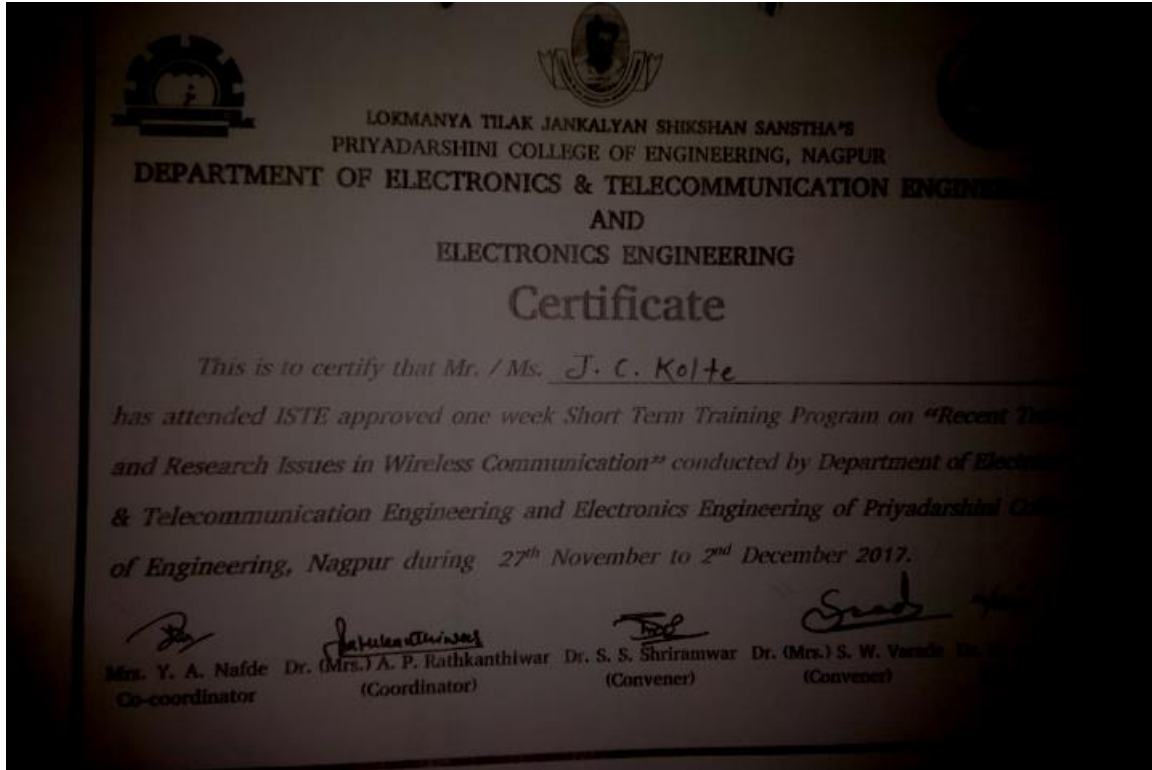 LOKMANYA TILAK JANKALYAN SHIKSHAN SANSTHA'S
PRIYADARSHINI COLLEGE OF ENGINEERING, NAGPUR
DEPARTMENT OF ELECTRONICS & TELECOMMUNICATION
AND
ELECTRONICS ENGINEERING
Certificate
This is to certify that Mr. / Ms. J. C. Kolte
has attended ISTE approved one week Short Term Training Program on "Recent
and Research Issues in Wireless Communication" conducted by Department of
& Telecommunication Engineering and Electronics Engineering of Priyadarshini
of Engineering, Nagpur during 27th November to 2nd December 2017.
Mrs. Y. A. Nafde Dr. (Mrs.) A. P. Rathkanthiwar Dr. S. S. Shriramwar Dr. (Mrs.) S. W. Varade
Co-coordinator (Coordinator) (Convener) (Convener)